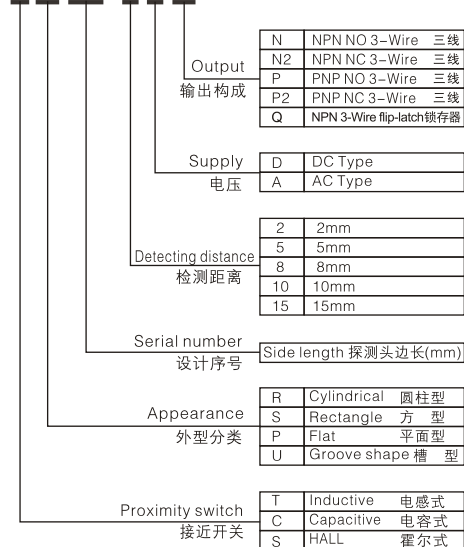 N NPN NO 3-Wire 三线
N2 NPN NC 3-Wire 三线
Output
输出构成
P PNP NO 3-Wire 三线
P2 PNP NC 3-Wire 三线
Q NPN 3-Wire flip-latch锁存器
Supply
电压
D DC Type
A AC Type
Detecting distance
检测距离
2 2mm
5 5mm
8 8mm
10 10mm
15 15mm
Serial number
设计序号
Side length 探测头边长(mm)
Appearance
外型分类
R Cylindrical 圆柱型
S Rectangle 方 型
P Flat 平面型
U Groove shape 槽 型
Proximity switch
接近开关
T Inductive 电感式
C Capacitive 电容式
S HALL 霍尔式